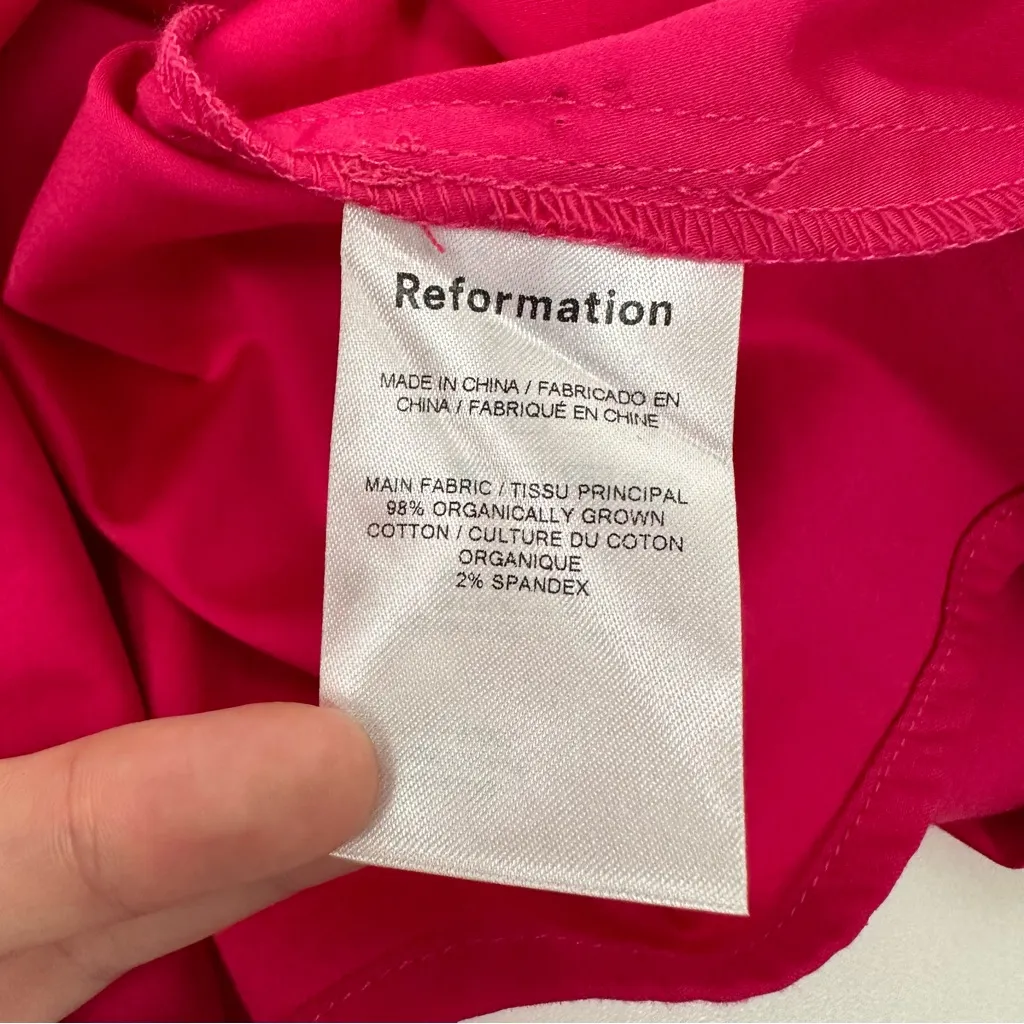 Reformation
MADE IN CHINA / FABRICADO EN
CHINA / FABRIQUÉ EN CHINE
MAIN FABRIC / TISSU PRINCIPAL
98% ORGANICALLY GROWN
COTTON / CULTURE DU COTON
ORGANIQUE
2% SPANDEX